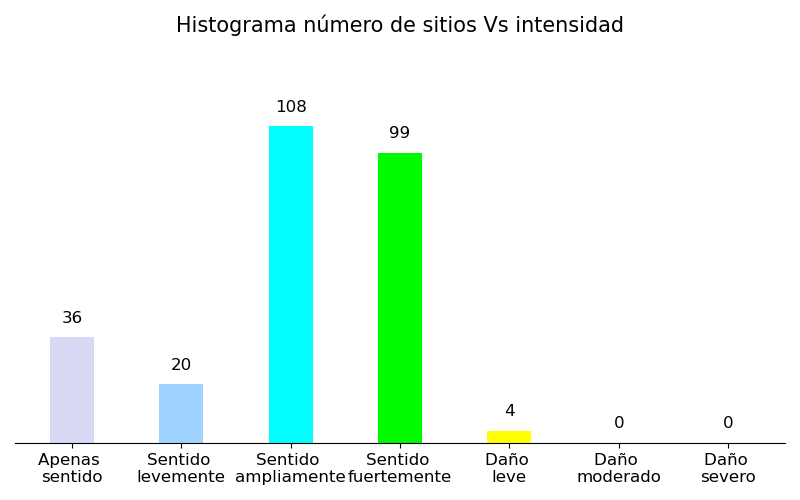 Histograma número de sitios Vs intensidad
108
99
36
20
4
0
0
Apenas
sentido
Sentido
levemente
Sentido
ampliamente
Sentido
fuertemente
Daño
leve
Daño
moderado
Daño
severo